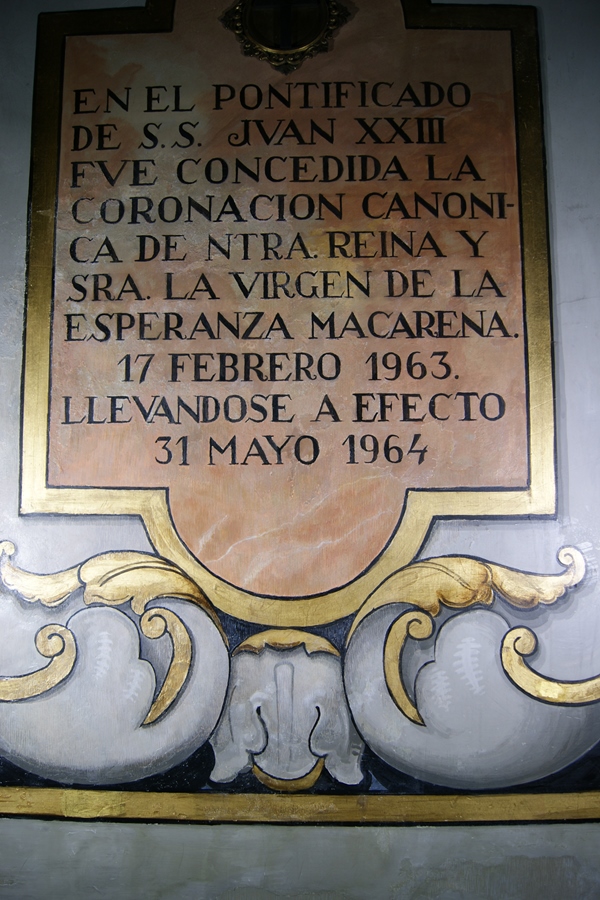 EN EL PONTIFICADO
DE S.S. JVAN XXIII
FVE CONCEDIDA LA
CORONACION CANONI-
CA DE NTRA. REINA Y
SRA. LA VIRGEN DE LA
ESPERANZA MACARENA.
17 FEBRERO 1963.
LLEVANDOSE A EFECTO
31 MAYO 1964